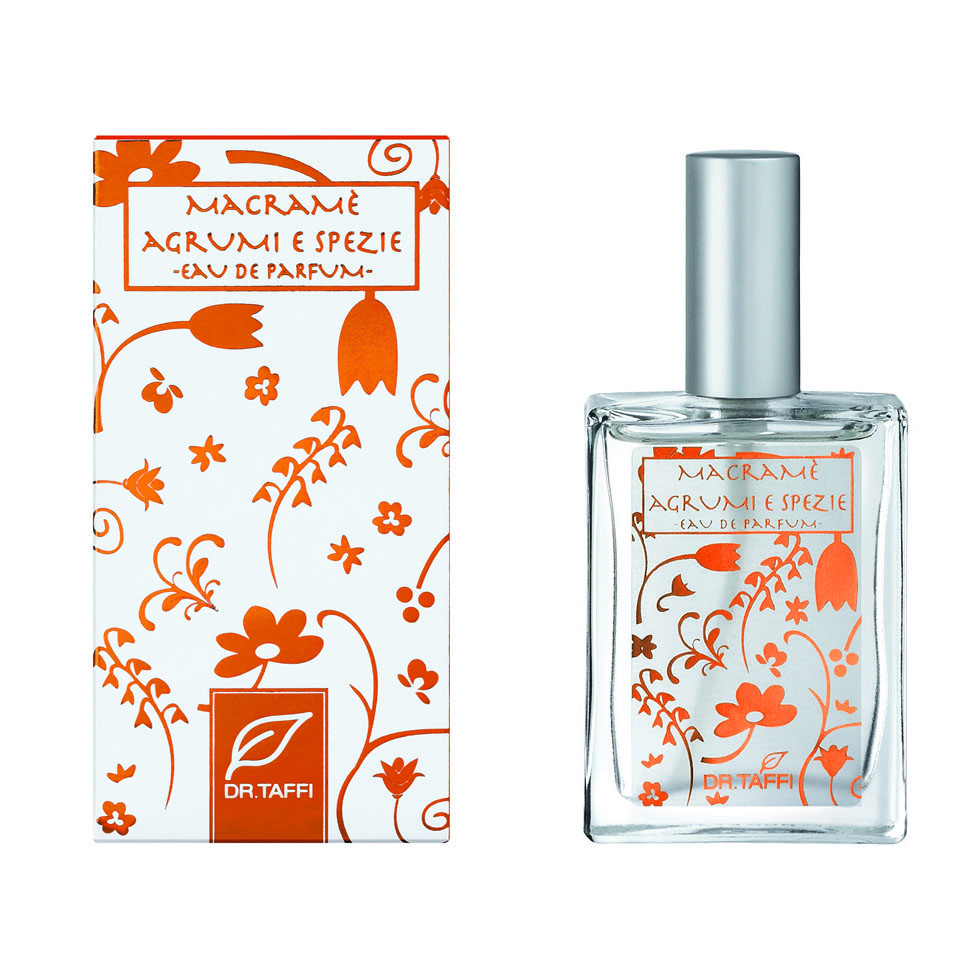 MACRAMÈ
AGRUMI E SPEZIE
-EAU DE PARFUM-
DR.TAFFI
MACRAMÈ
AGRUMI E SPEZIE
-EAU DE PARFUM-
DR.TAFFI